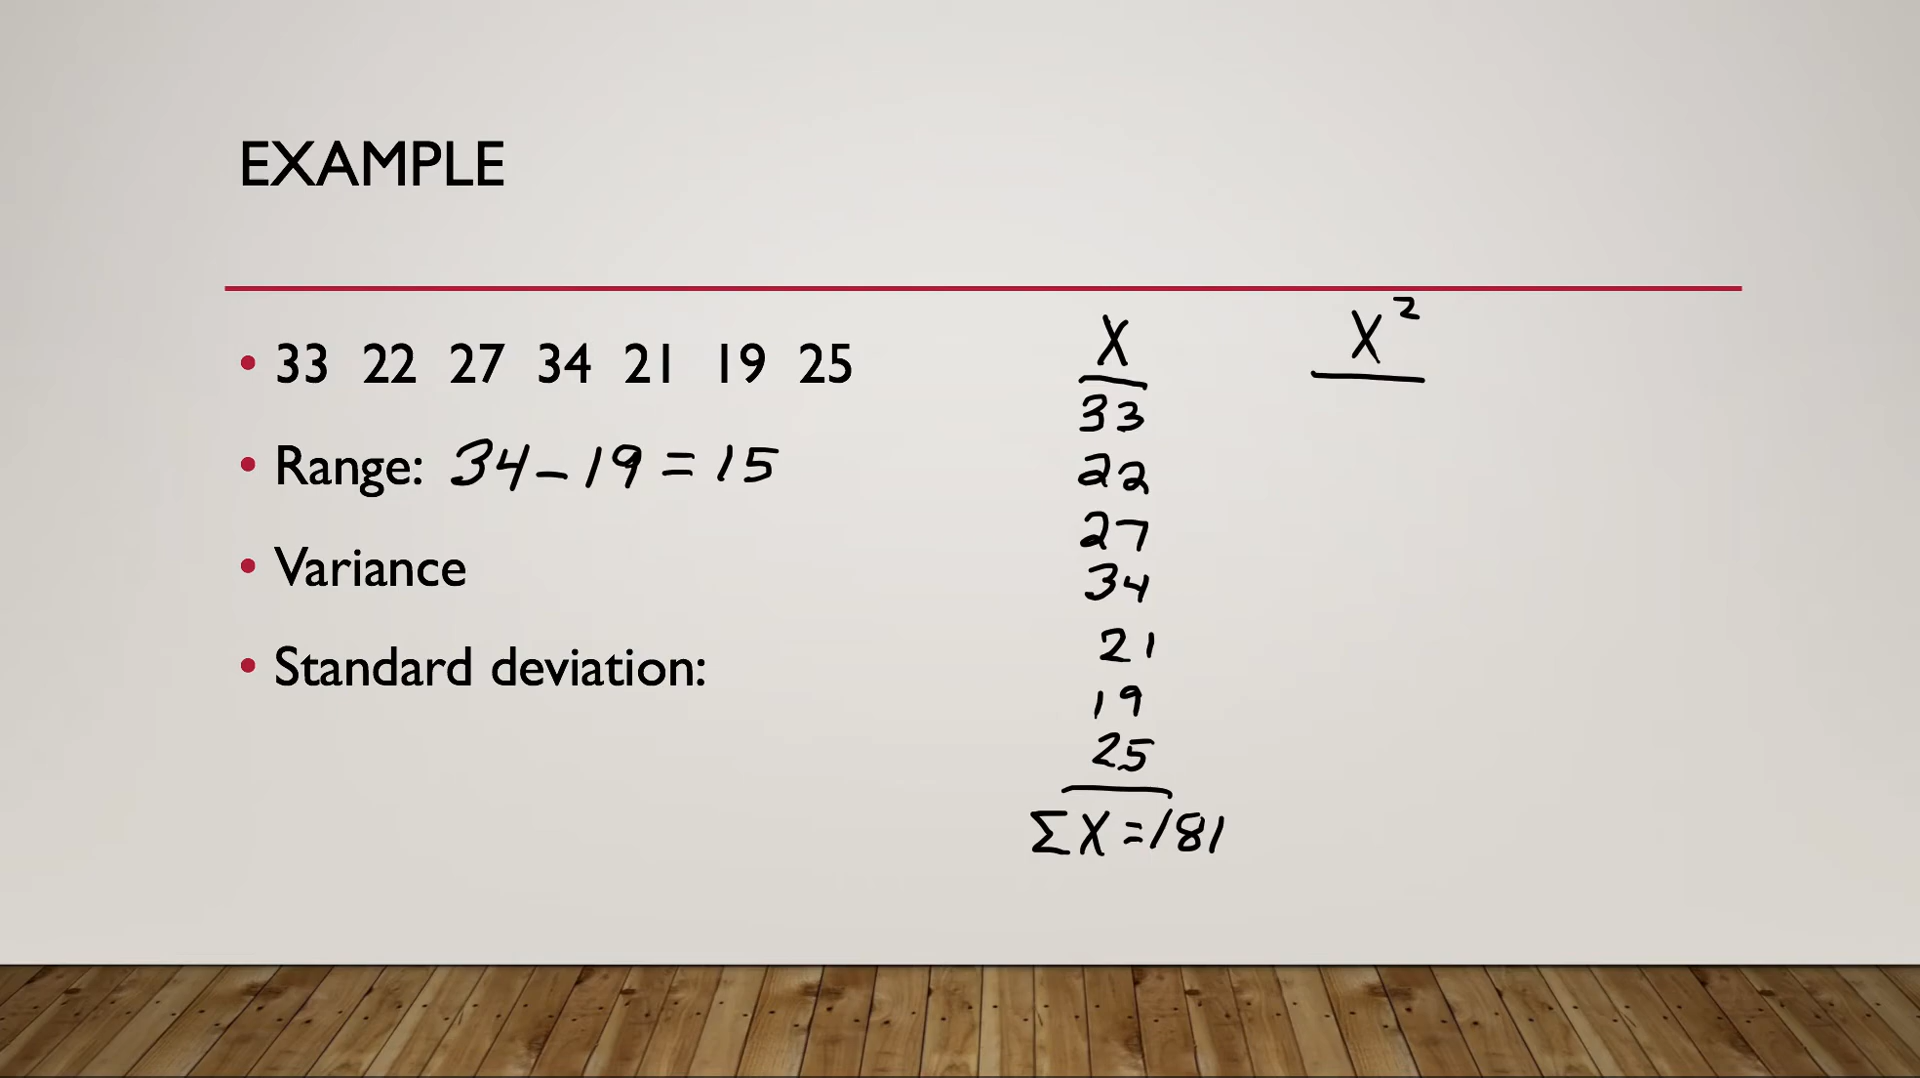 EXAMPLE
• 33 22 27 34 21 19 25
• Range: 34 - 19 = 15
• Variance
• Standard deviation:
X
33
22
27
34
21
19
25
ΣX = 181
X²